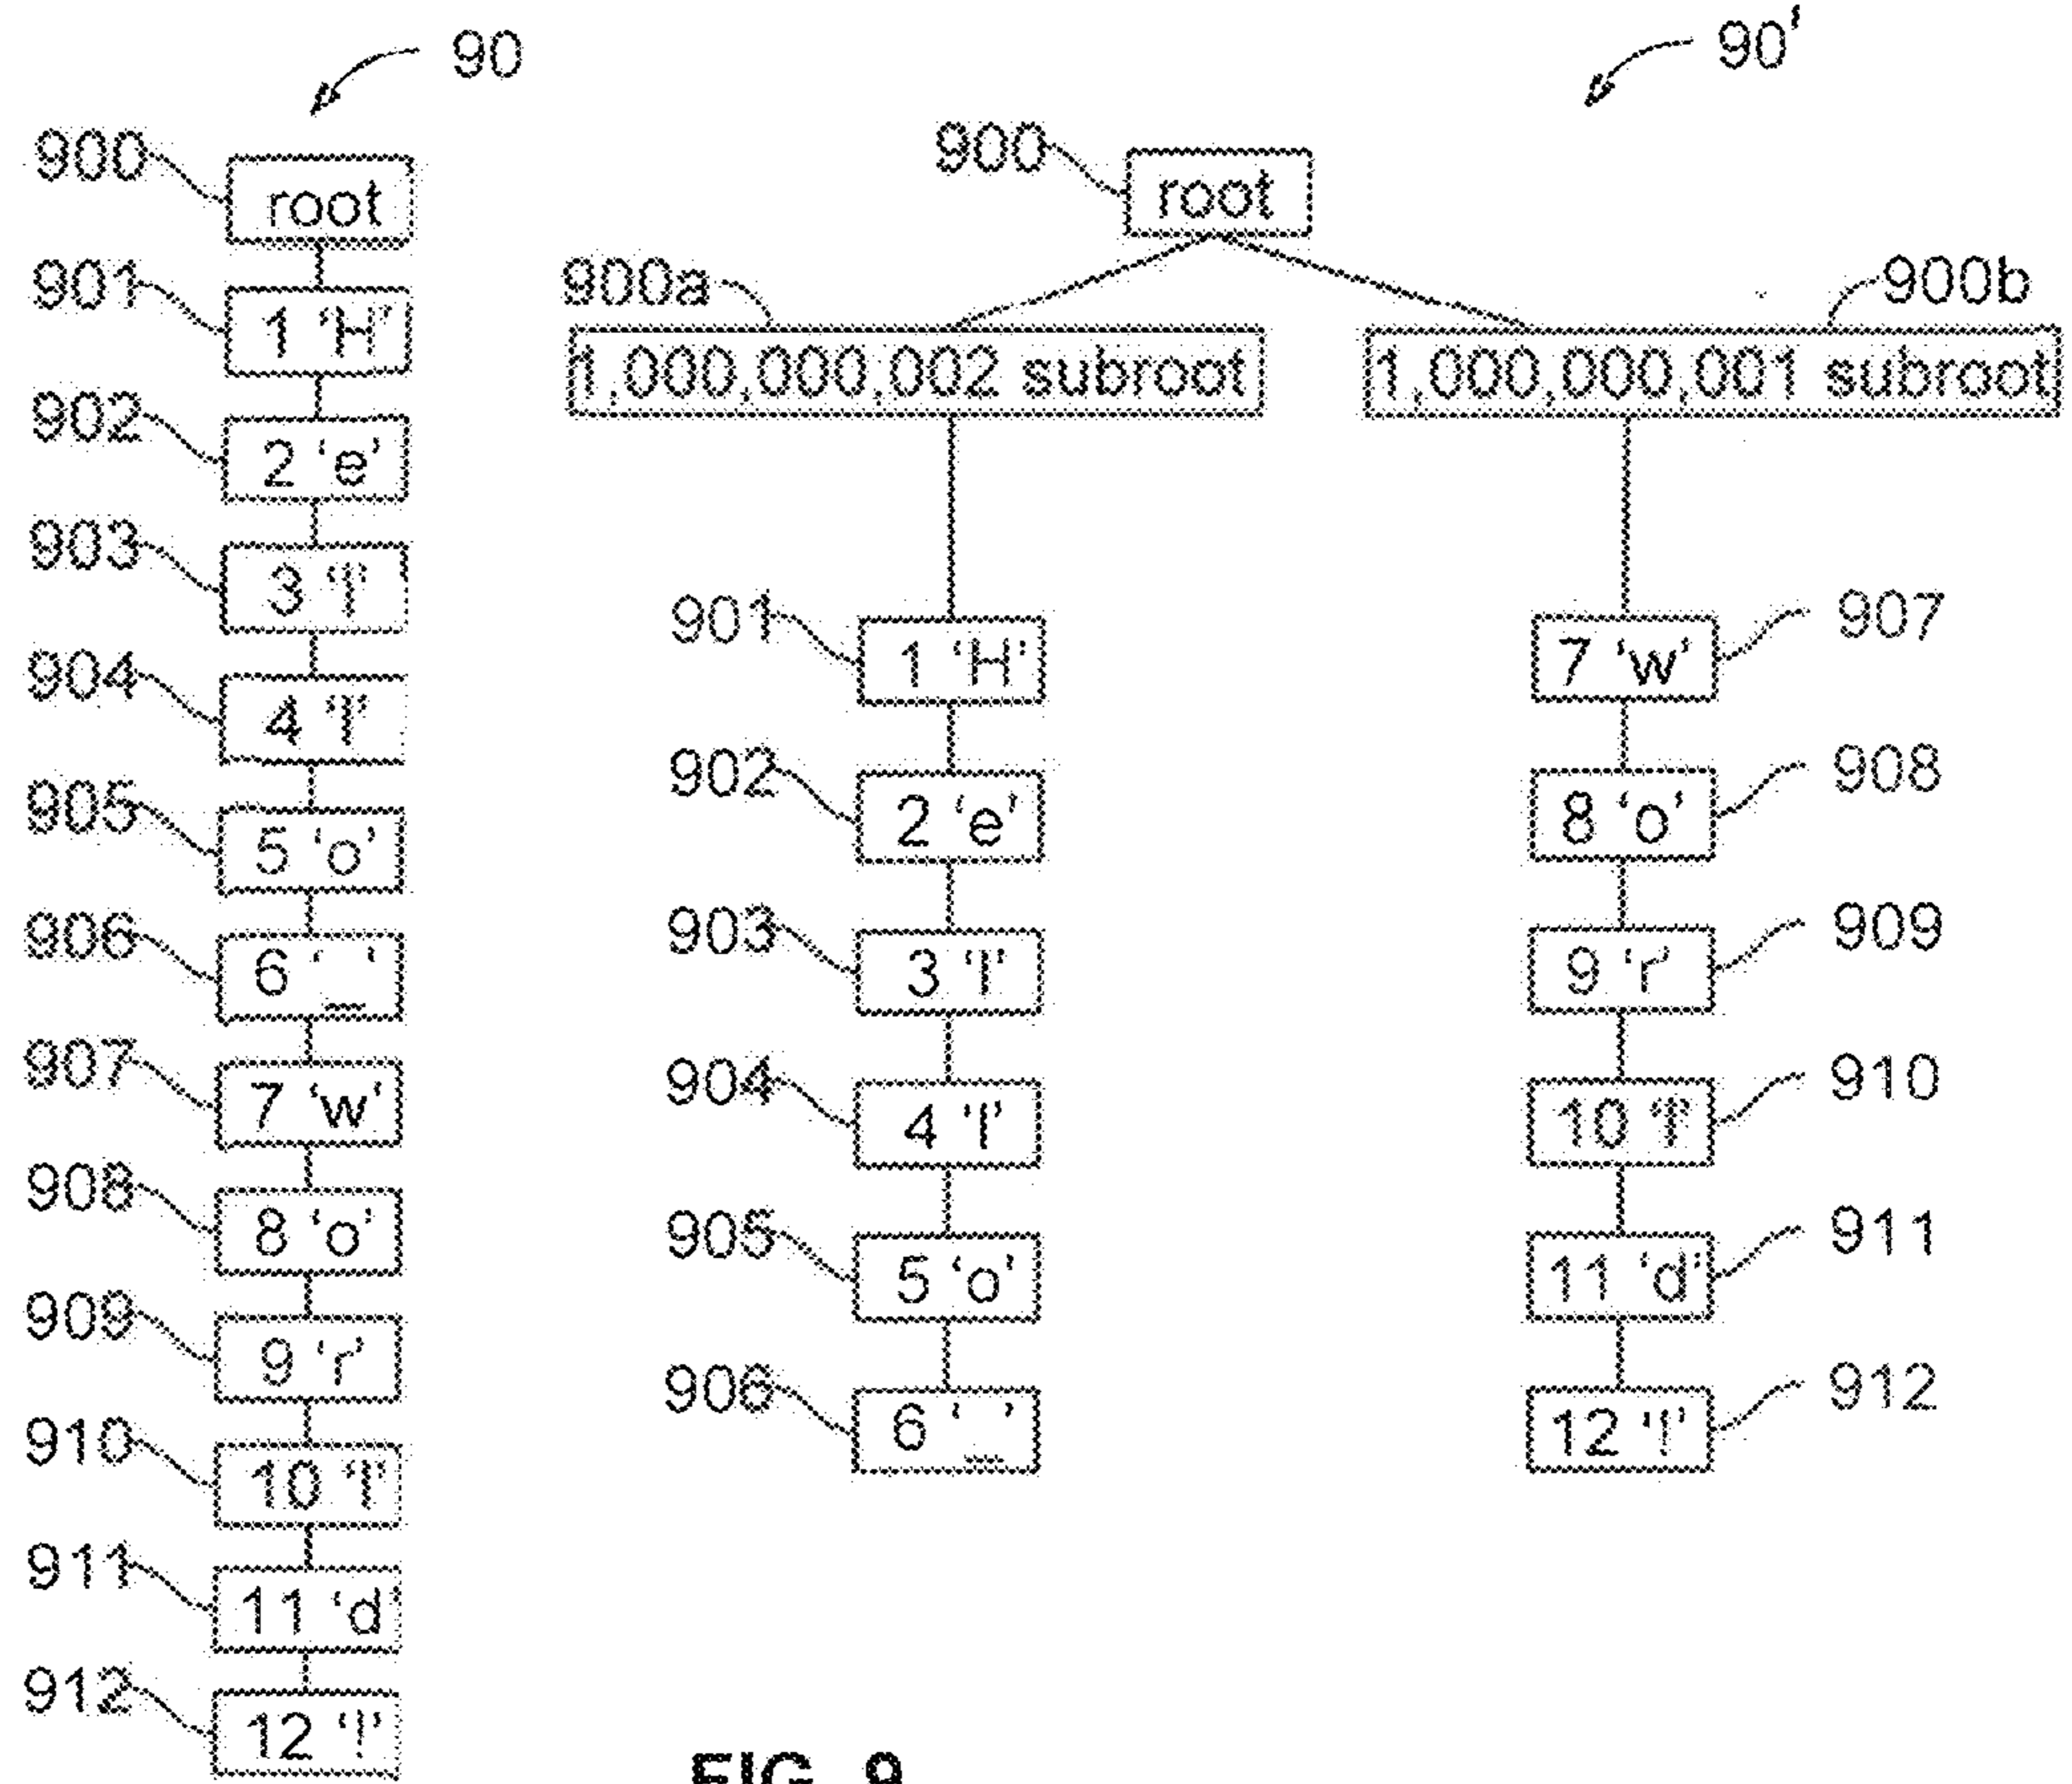 90
900
root
901
1 'H'
902
2 'e'
903
3 'l'
904
4 'l'
905
5 'o'
906
6 '_'
907
7 'w'
908
8 'o'
909
9 'r'
910
10 'l'
911
11 'd'
912
12 '!'
90'
900
root
900a
1,000,000,002 subroot
900b
1,000,000,001 subroot
901
1 'H'
902
2 'e'
903
3 'l'
904
4 'l'
905
5 'o'
906
6 '_'
7 'w'
907
8 'o'
908
9 'r'
909
10 'l'
910
11 'd'
911
12 '!'
912
FIG. 9